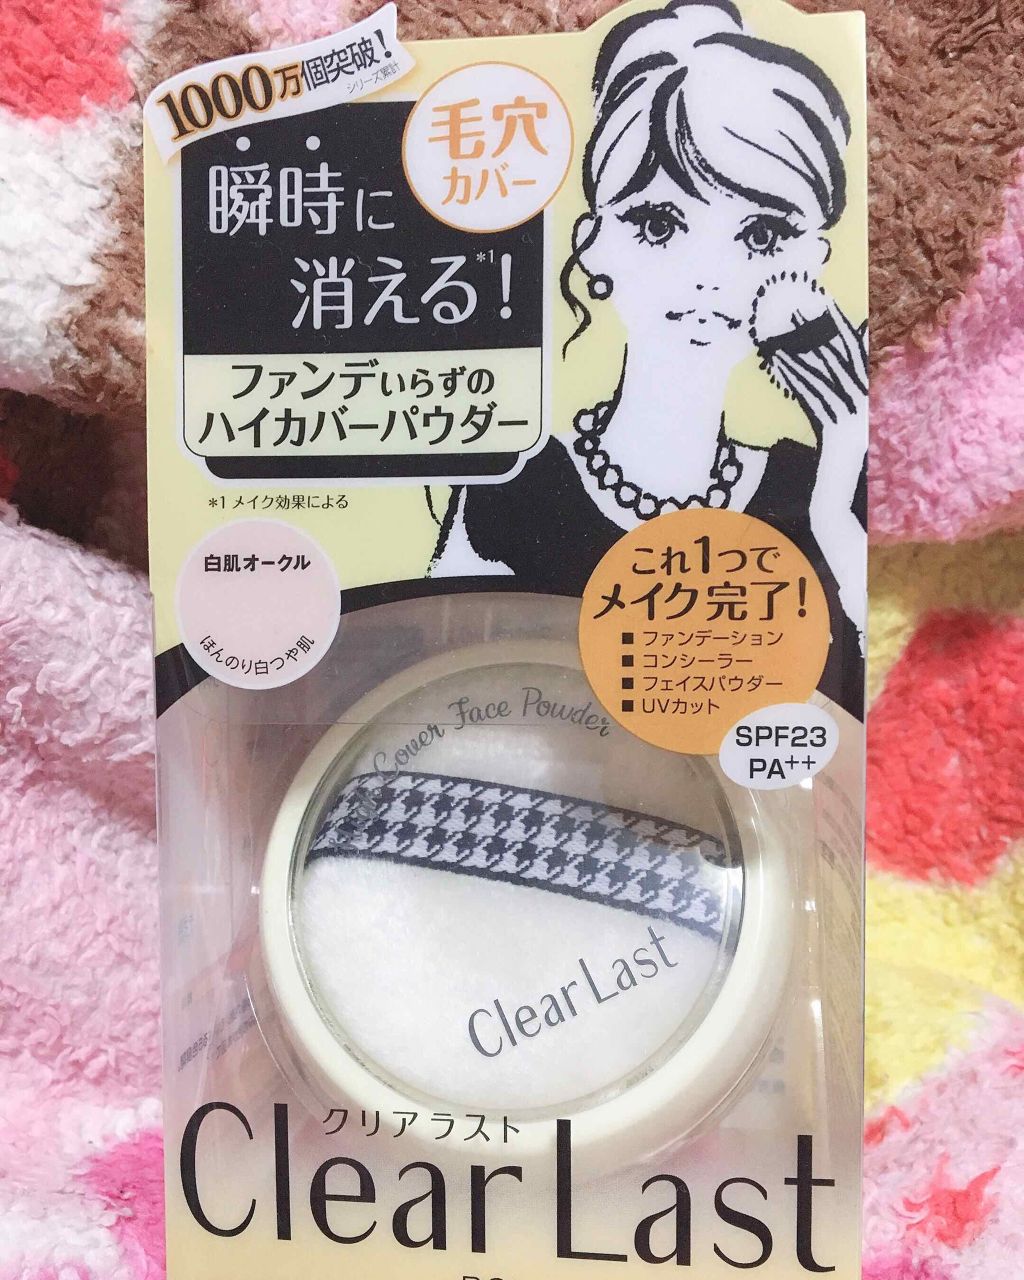 1000万個突破!
シリーズ累計
毛穴
カバー
瞬時に
消える*1!
ファンデいらずの
ハイカバーパウダー
*1 メイク効果による
白肌オークル
ほんのり白つや肌
これ1つで
メイク完了!
■ ファンデーション
■ コンシーラー
■ フェイスパウダー
■ UVカット
SPF23
PA++
Cover Face Powder
Clear Last
クリアラスト
Clear Last